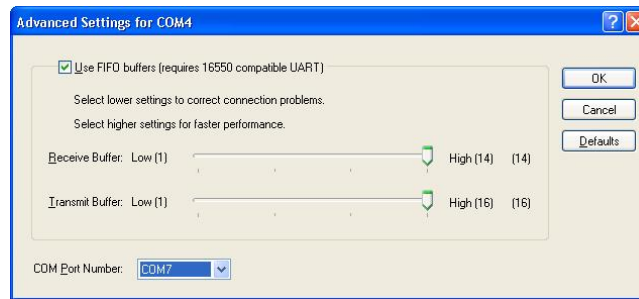 Advanced Settings for COM4
Use FIFO buffers (requires 16550 compatible UART)
OK
Select lower settings to correct connection problems.
Cancel
Select higher settings for faster performance.
Defaults
Receive Buffer: Low (1) High (14) (14)
Transmit Buffer: Low (1) High (16) (16)
COM Port Number: COM7